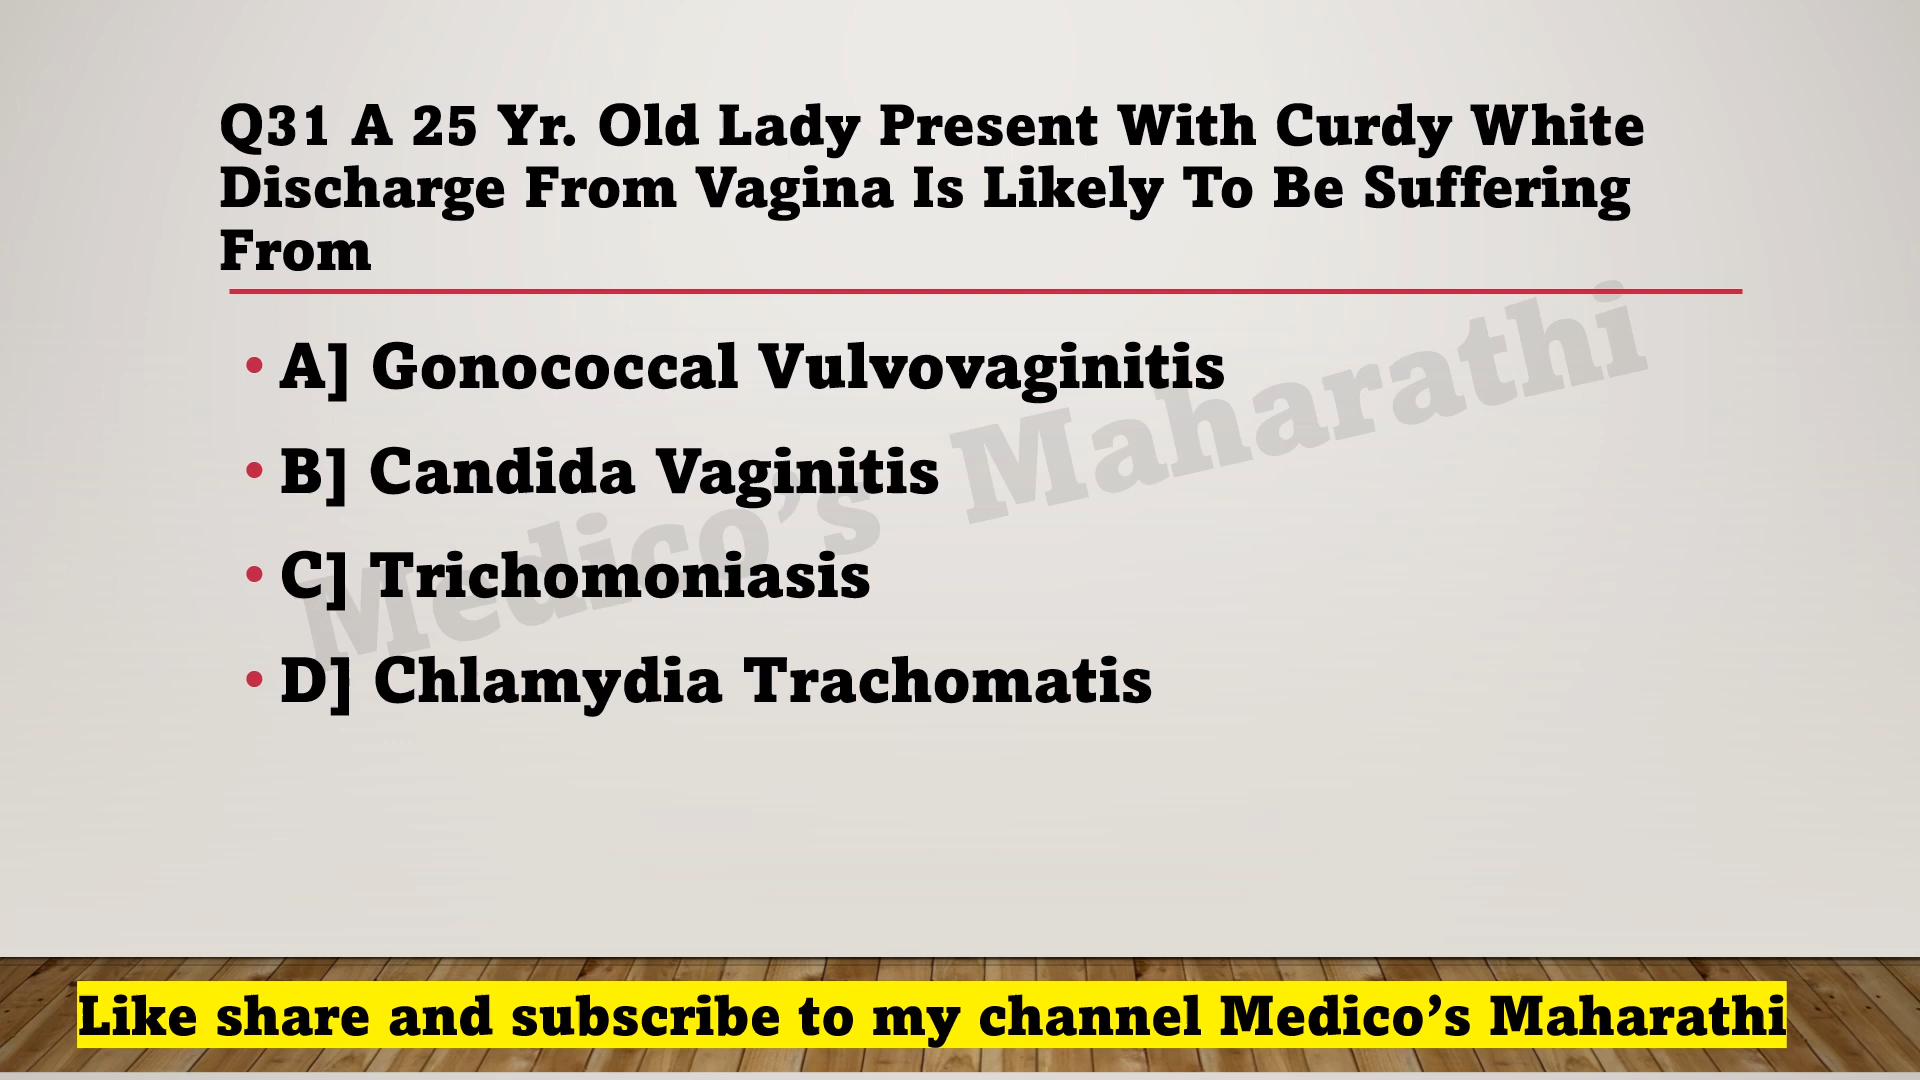 Q31 A 25 Yr. Old Lady Present With Curdy White
Discharge From Vagina Is Likely To Be Suffering
From
• A] Gonococcal Vulvovaginitis
• B] Candida Vaginitis
• C] Trichomoniasis
• D] Chlamydia Trachomatis
Medico’s Maharathi
Like share and subscribe to my channel Medico’s Maharathi